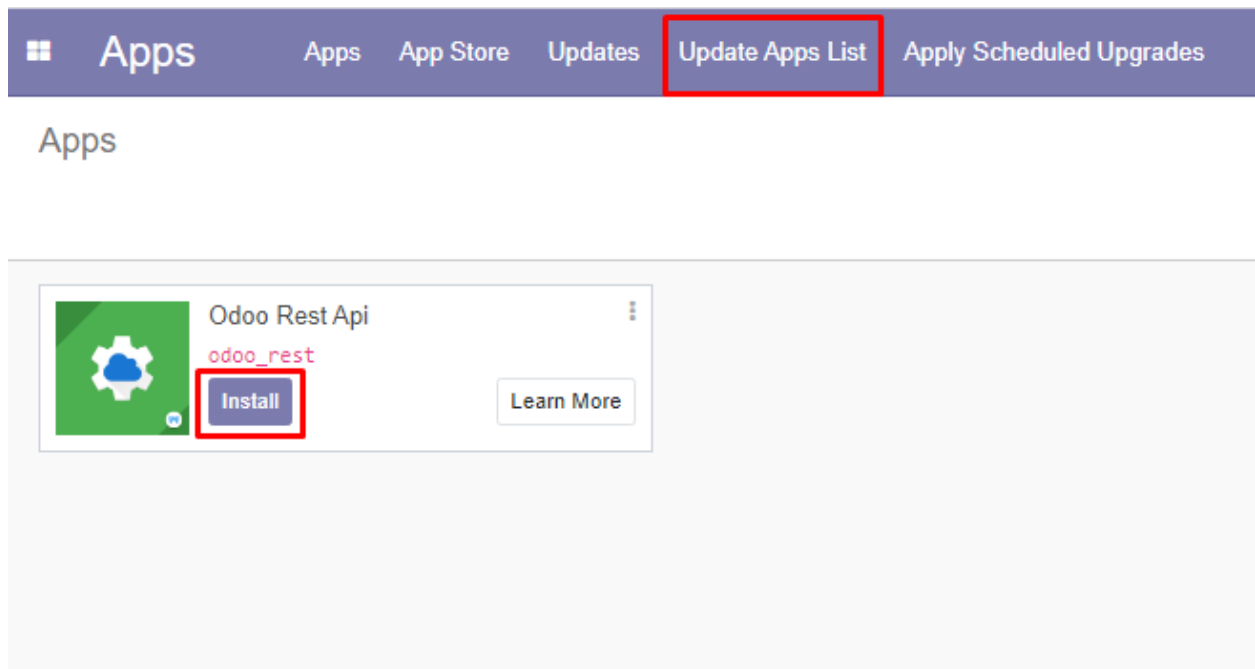 Apps Apps App Store Updates Update Apps List Apply Scheduled Upgrades
Apps
Odoo Rest Api
odoo_rest
Install Learn More